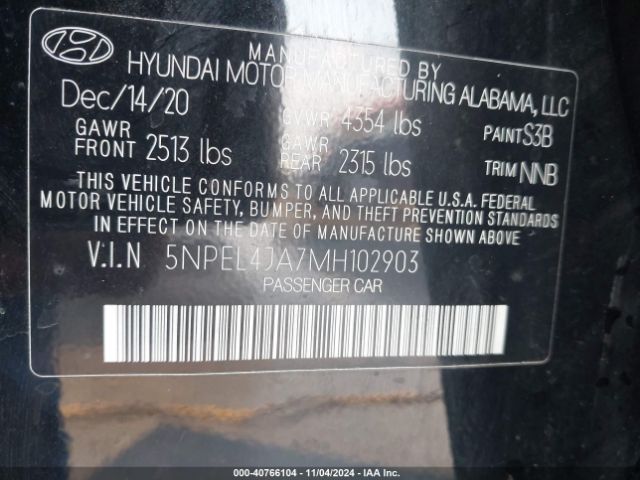 MANUFACTURED BY
HYUNDAI MOTOR MANUFACTURING ALABAMA, LLC
Dec/14/20 GVWR 4354 lbs PAINT S3B
GAWR FRONT 2513 lbs GAWR REAR 2315 lbs TRIM NNB
THIS VEHICLE CONFORMS TO ALL APPLICABLE U.S.A. FEDERAL
MOTOR VEHICLE SAFETY, BUMPER, AND THEFT PREVENTION STANDARDS
IN EFFECT ON THE DATE OF MANUFACTURE SHOWN ABOVE
V.I.N 5NPEL4JA7MH102903
PASSENGER CAR
000-40766104 - 11/04/2024 - IAA Inc.